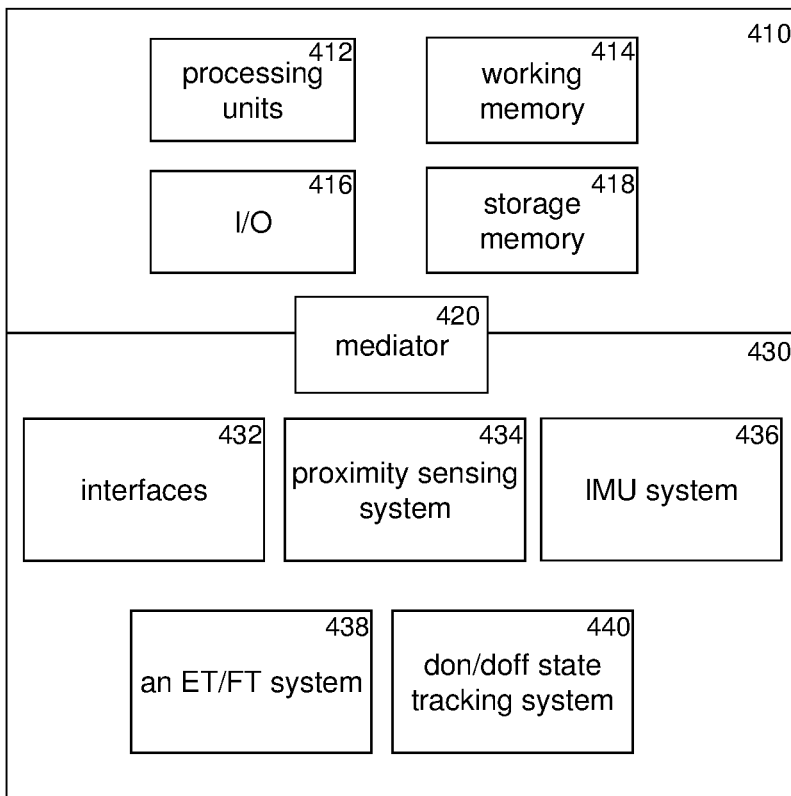 410
412
processing
units
414
working
memory
416
I/O
418
storage
memory
420
mediator
430
432
interfaces
434
proximity sensing
system
436
IMU system
438
an ET/FT system
440
don/doff state
tracking system